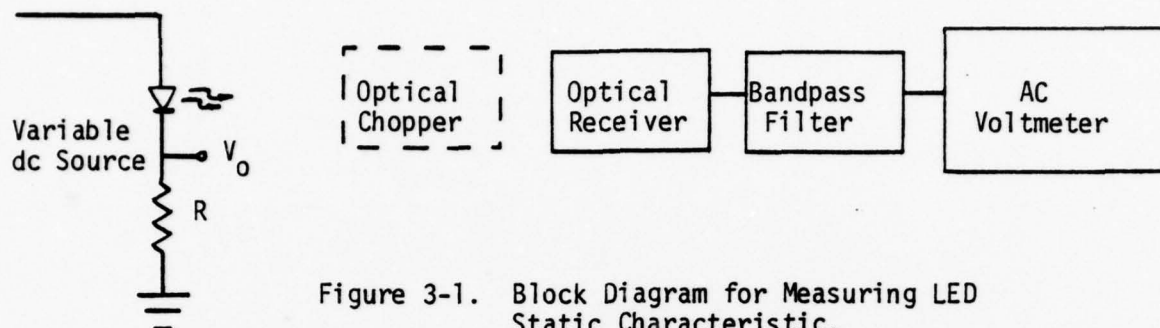 Variable
dc Source
V₀
R
Optical
Chopper
Optical
Receiver
Bandpass
Filter
AC
Voltmeter
Figure 3-1. Block Diagram for Measuring LED
Static Characteristic.